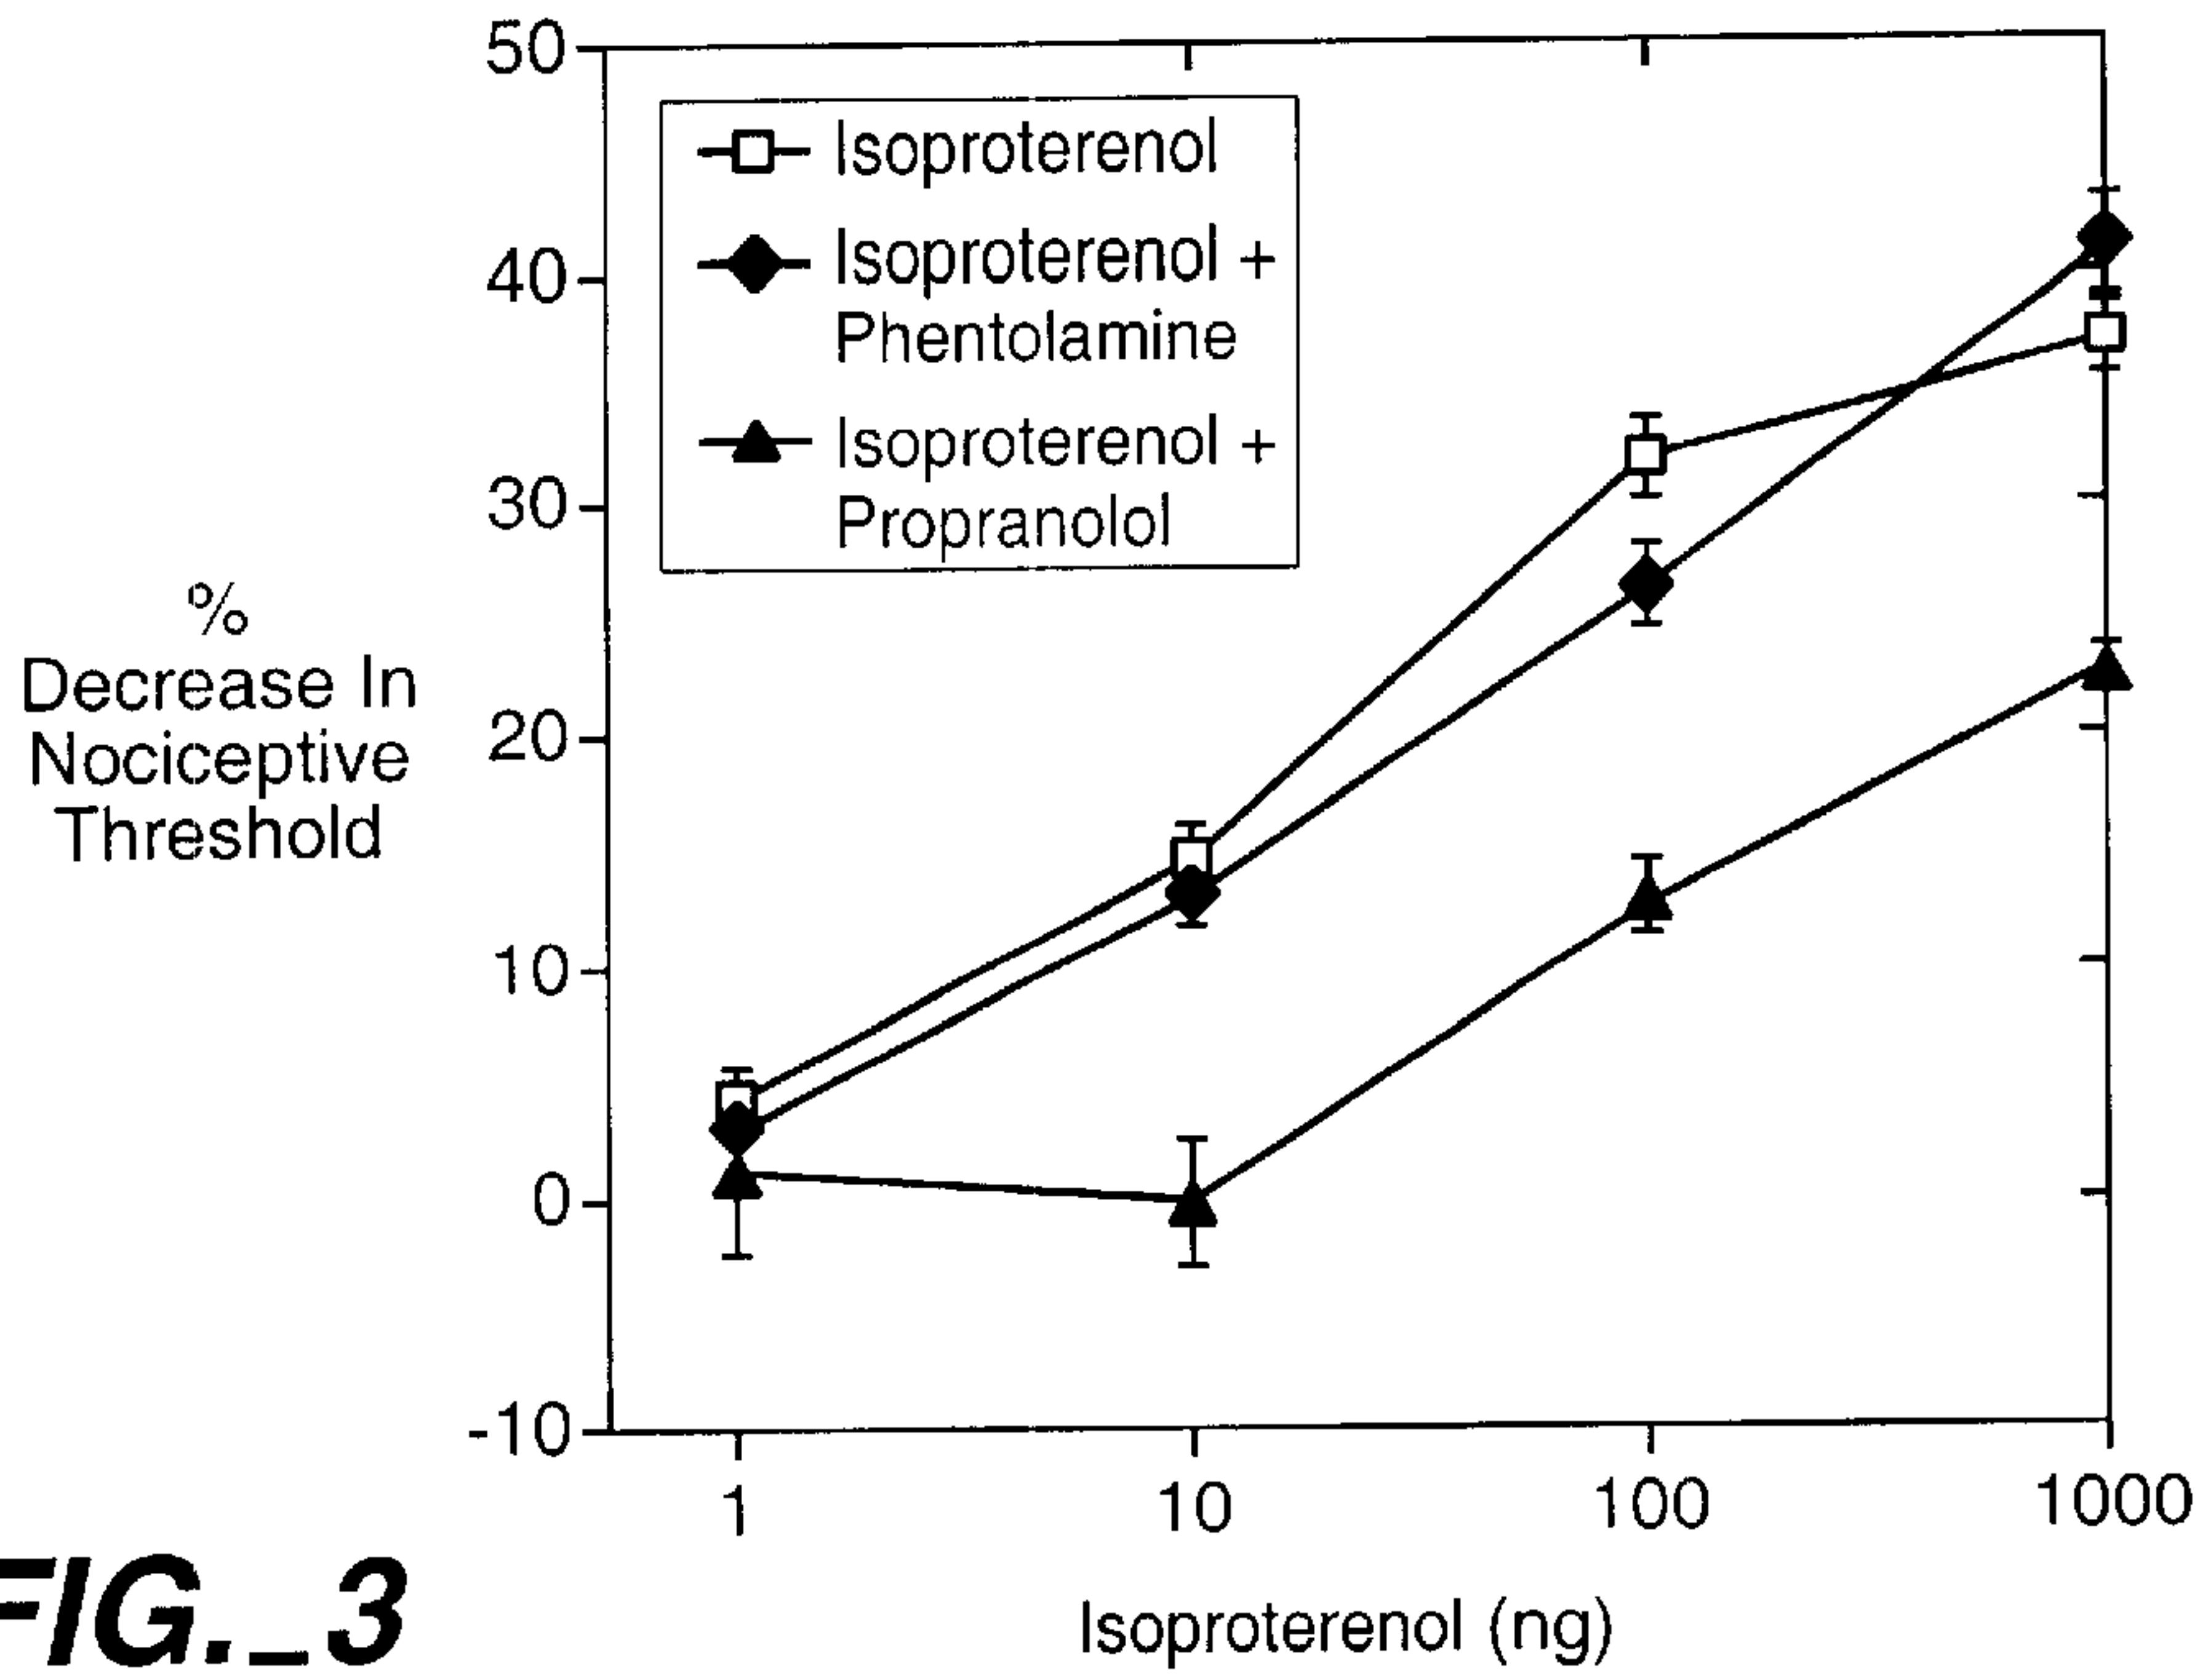 50
40
30
20
10
0
-10
Isoproterenol
Isoproterenol +
Phentolamine
Isoproterenol +
Propranolol
%
Decrease In
Nociceptive
Threshold
1 10 100 1000
Isoproterenol (ng)
FIG._3